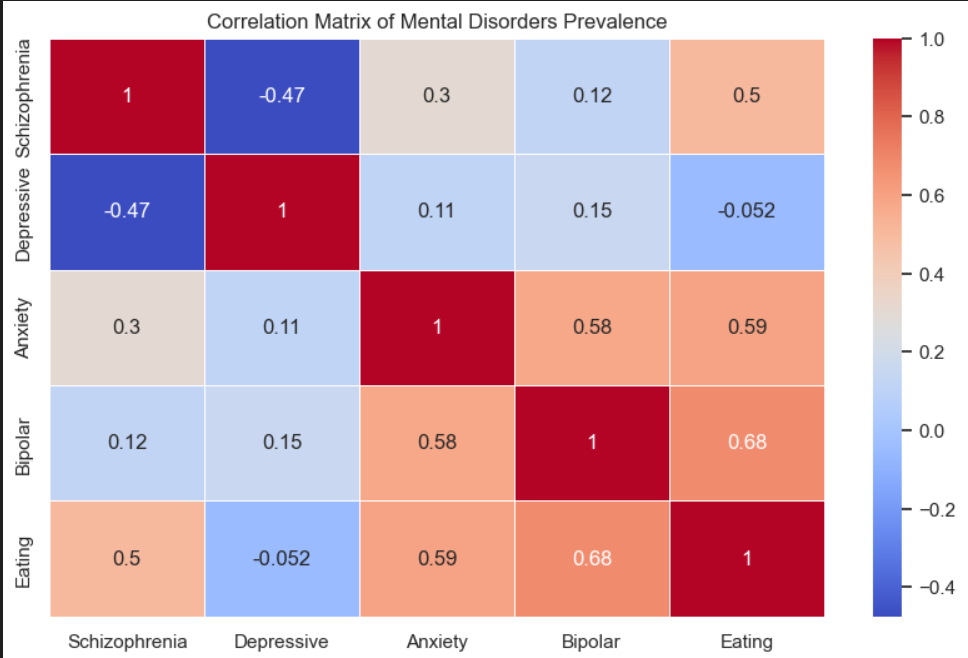 Correlation Matrix of Mental Disorders Prevalence
Schizophrenia 1 -0.47 0.3 0.12 0.5
Depressive -0.47 1 0.11 0.15 -0.052
Anxiety 0.3 0.11 1 0.58 0.59
Bipolar 0.12 0.15 0.58 1 0.68
Eating 0.5 -0.052 0.59 0.68 1
Schizophrenia Depressive Anxiety Bipolar Eating
1.0
0.8
0.6
0.4
0.2
0.0
−0.2
−0.4